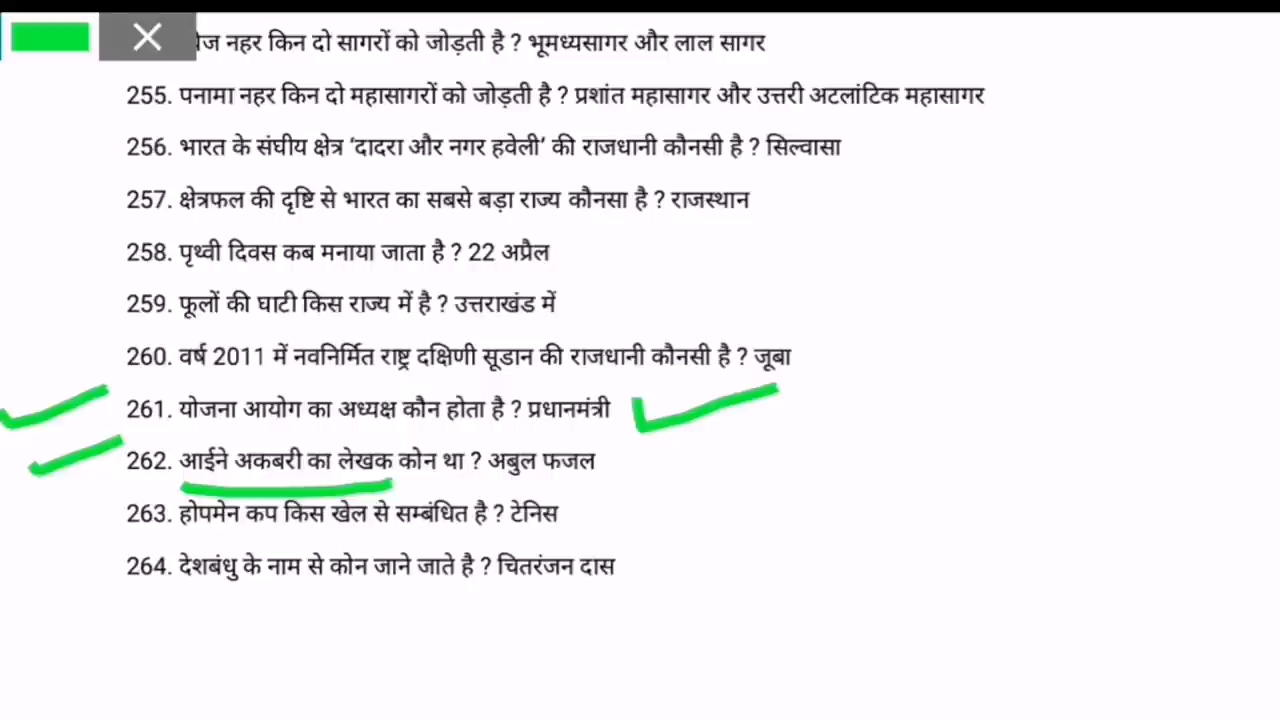 नहर किन दो सागरों को जोड़ती है ? भूमध्यसागर और लाल सागर
255. पनामा नहर किन दो महासागरों को जोड़ती है ? प्रशांत महासागर और उत्तरी अटलांटिक महासागर
256. भारत के संघीय क्षेत्र ‘दादरा और नगर हवेली’ की राजधानी कौनसी है ? सिल्वासा
257. क्षेत्रफल की दृष्टि से भारत का सबसे बड़ा राज्य कौनसा है ? राजस्थान
258. पृथ्वी दिवस कब मनाया जाता है ? 22 अप्रैल
259. फूलों की घाटी किस राज्य में है ? उत्तराखंड में
260. वर्ष 2011 में नवनिर्मित राष्ट्र दक्षिणी सूडान की राजधानी कौनसी है ? जूबा
261. योजना आयोग का अध्यक्ष कौन होता है ? प्रधानमंत्री
262. आईने अकबरी का लेखक कोन था ? अबुल फजल
263. होपमेन कप किस खेल से सम्बंधित है ? टेनिस
264. देशबंधु के नाम से कोन जाने जाते है ? चितरंजन दास